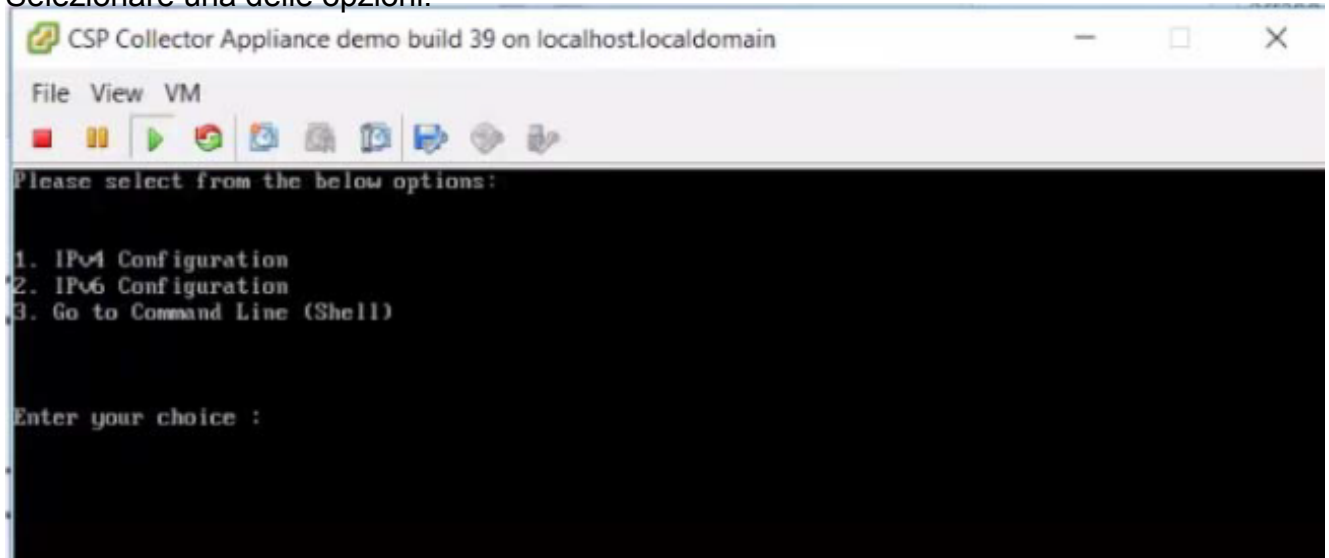 Selezionare una delle opzioni.
CSP Collector Appliance demo build 39 on localhost.localdomain
File View VM
Please select from the below options:
1. IPv4 Configuration
2. IPv6 Configuration
3. Go to Command Line (Shell)
Enter your choice :